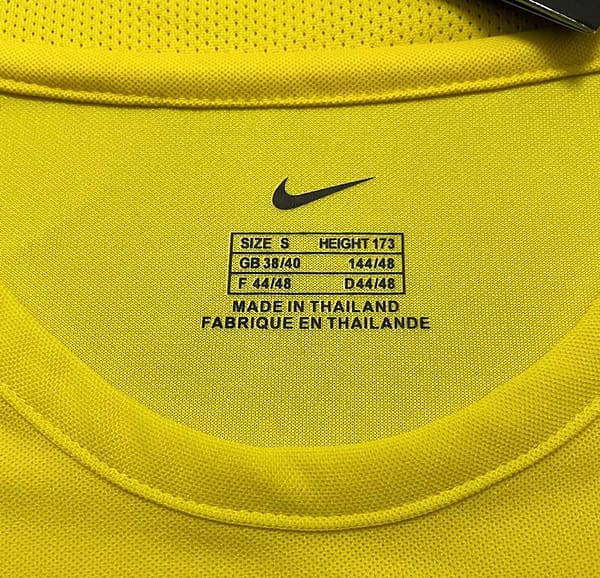 SIZE S HEIGHT 173
GB 38/40 144/48
F 44/48 D44/48
MADE IN THAILAND
FABRIQUE EN THAILANDE